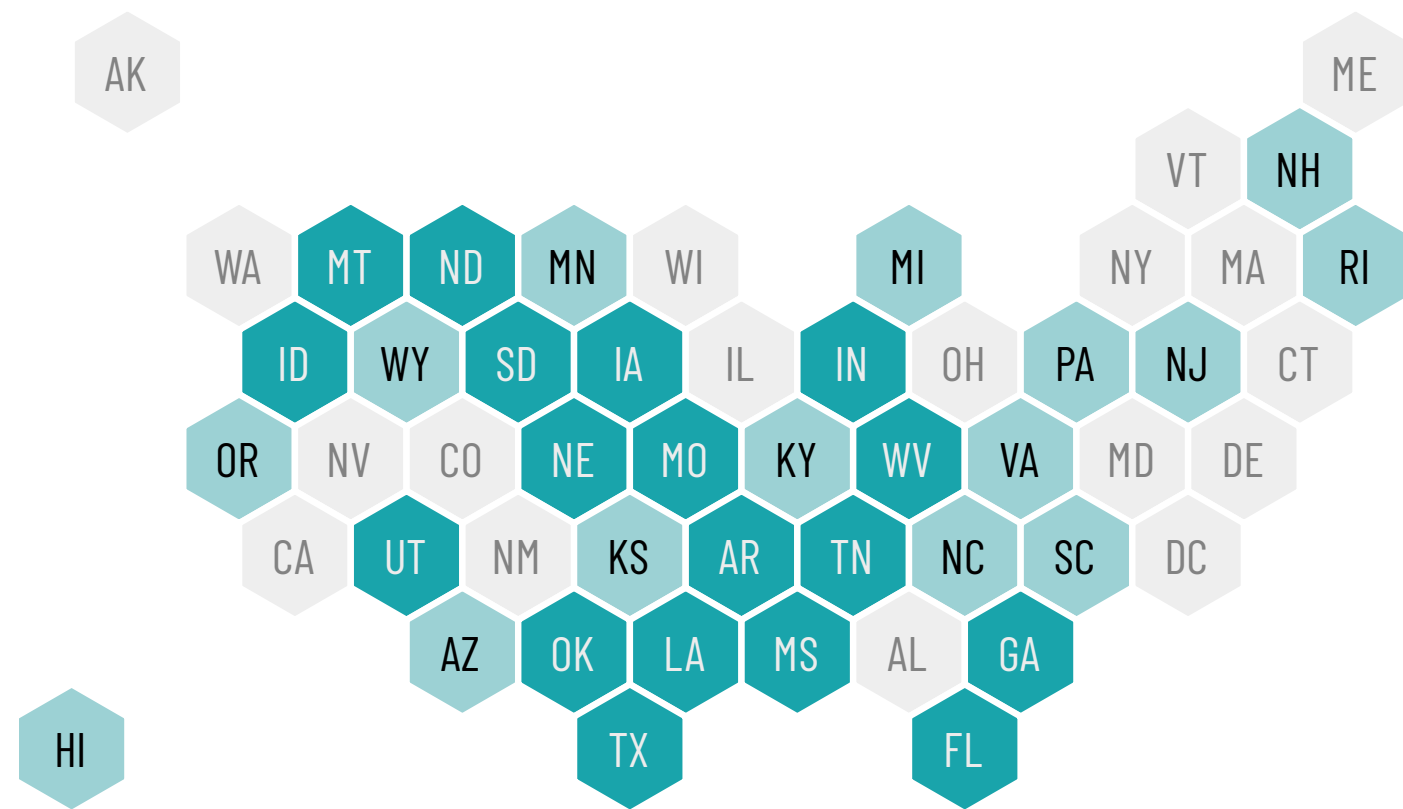 AK ME
VT NH
WA MT ND MN WI MI NY MA RI
ID WY SD IA IL IN OH PA NJ CT
OR NV CO NE MO KY WV VA MD DE
CA UT NM KS AR TN NC SC DC
AZ OK LA MS AL GA
HI TX FL